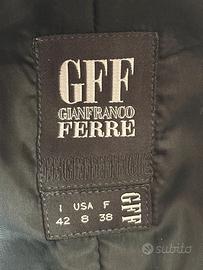 GFF
GIANFRANCO
FERRE
I USA F
42 8 38
GFF
subito